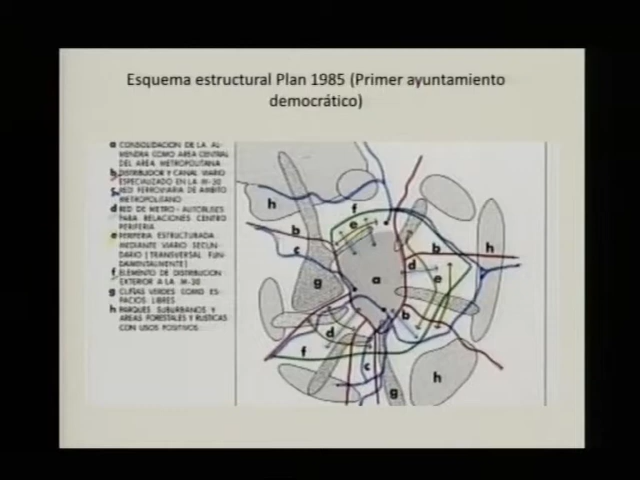 Esquema estructural Plan 1985 (Primer ayuntamiento
democrático)
a CONSOLIDACION DE LA AL-
MENDRA COMO AREA CENTRAL
DEL AREA METROPOLITANA
b DISTRIBUIDOR Y CANAL VIARIO
ESPECIALIZADO EN LA M-30
c RED FERROVIARIA DE AMBITO
METROPOLITANO
d RED DE METRO-AUTOBUSES
PARA RELACIONES CENTRO
PERIFERIA
e PERIFERIA ESTRUCTURADA
MEDIANTE VIARIO SECUN-
DARIO (TRANSVERSAL FUN-
DAMENTALMENTE)
f ELEMENTO DE DISTRIBUCION
EXTERIOR A LA M-30
g CUÑAS VERDES COMO ES-
PACIOS LIBRES
h PARQUES SUBURBANOS Y
AREAS FORESTALES Y RUSTICAS
CON USOS POSITIVOS
h
f
e
b
b
h
c
d
g
a
e
b
d
f
c
h
g